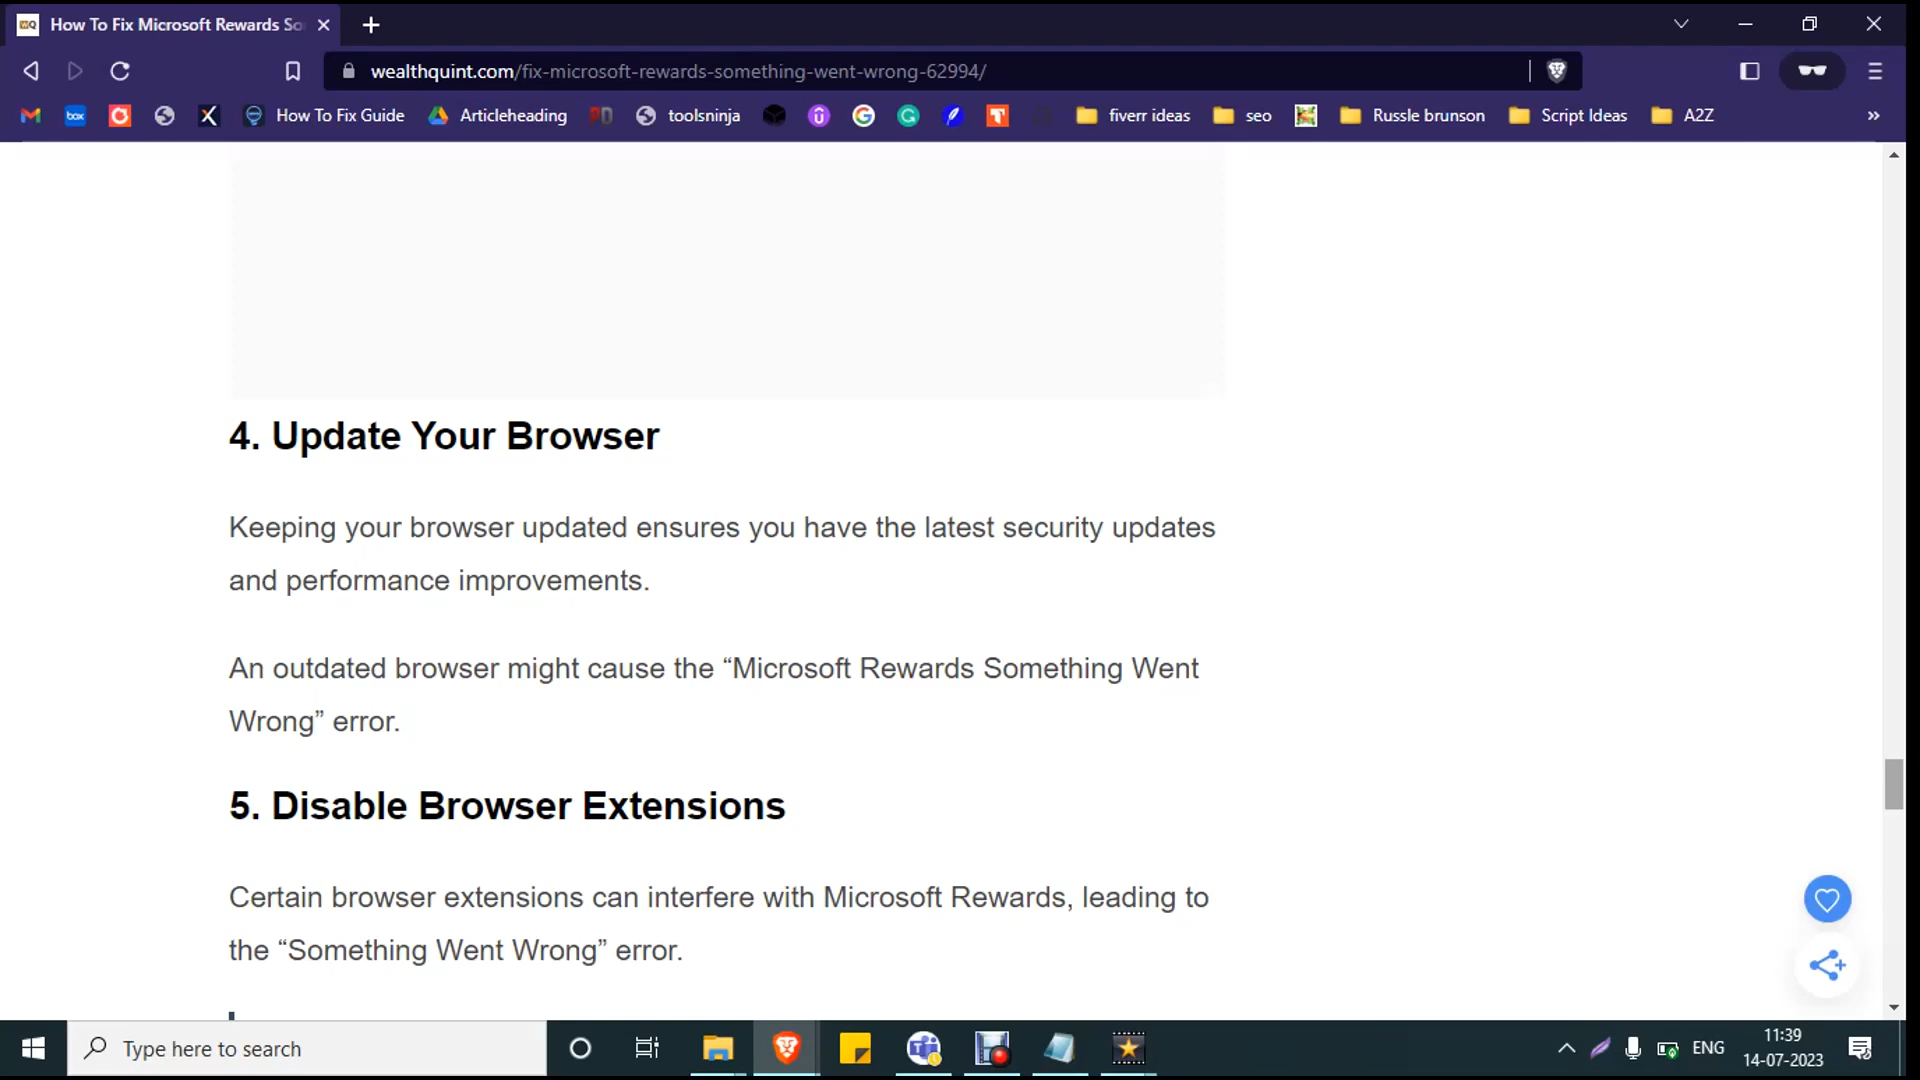 How To Fix Microsoft Rewards So
wealthquint.com/fix-microsoft-rewards-something-went-wrong-62994/
box
How To Fix Guide
Articleheading
toolsninja
fiverr ideas
seo
Russle brunson
Script Ideas
A2Z
4. Update Your Browser
Keeping your browser updated ensures you have the latest security updates
and performance improvements.
An outdated browser might cause the “Microsoft Rewards Something Went
Wrong” error.
5. Disable Browser Extensions
Certain browser extensions can interfere with Microsoft Rewards, leading to
the “Something Went Wrong” error.
Type here to search
ENG
11:39
14-07-2023